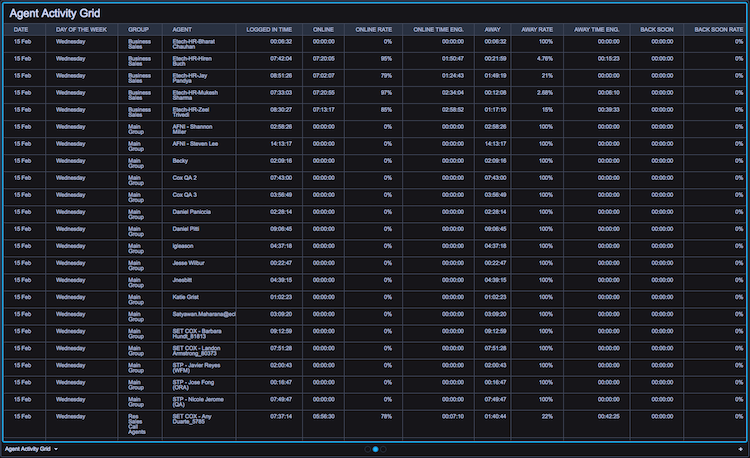 Agent Activity Grid
DATE DAY OF THE WEEK GROUP AGENT LOGGED IN TIME ONLINE ONLINE RATE ONLINE TIME ENG. AWAY AWAY RATE AWAY TIME ENG. BACK SOON BACK SOON RATE
15 Feb Wednesday Business Sales Etech-HR-Bharat Chauhan 00:06:32 00:00:00 0% 00:00:00 00:06:32 100% 00:00:00 00:00:00 0%
15 Feb Wednesday Business Sales Etech-HR-Hiren Buch 07:42:04 07:20:05 95% 01:50:47 00:21:59 4.76% 00:15:23 00:00:00 0%
15 Feb Wednesday Business Sales Etech-HR-Jay Pandya 08:51:26 07:02:07 79% 01:24:43 01:49:19 21% 00:00:00 00:00:00 0%
15 Feb Wednesday Business Sales Etech-HR-Mukesh Sharma 07:33:03 07:20:55 97% 02:34:04 00:12:08 2.68% 00:06:10 00:00:00 0%
15 Feb Wednesday Business Sales Etech-HR-Zeel Trivedi 08:30:27 07:13:17 85% 02:58:52 01:17:10 15% 00:39:33 00:00:00 0%
15 Feb Wednesday Main Group AFNI - Shannon Miller 02:58:26 00:00:00 0% 00:00:00 02:58:26 100% 00:00:00 00:00:00 0%
15 Feb Wednesday Main Group AFNI - Steven Lee 14:13:17 00:00:00 0% 00:00:00 14:13:17 100% 00:00:00 00:00:00 0%
15 Feb Wednesday Main Group Becky 02:09:16 00:00:00 0% 00:00:00 02:09:16 100% 00:00:00 00:00:00 0%
15 Feb Wednesday Main Group Cox QA 2 07:43:00 00:00:00 0% 00:00:00 07:43:00 100% 00:00:00 00:00:00 0%
15 Feb Wednesday Main Group Cox QA 3 03:56:49 00:00:00 0% 00:00:00 03:56:49 100% 00:00:00 00:00:00 0%
15 Feb Wednesday Main Group Daniel Paniccia 02:28:14 00:00:00 0% 00:00:00 02:28:14 100% 00:00:00 00:00:00 0%
15 Feb Wednesday Main Group Daniel Pitti 09:06:45 00:00:00 0% 00:00:00 09:06:45 100% 00:00:00 00:00:00 0%
15 Feb Wednesday Main Group lgleason 04:37:18 00:00:00 0% 00:00:00 04:37:18 100% 00:00:00 00:00:00 0%
15 Feb Wednesday Main Group Jesse Wilbur 00:22:47 00:00:00 0% 00:00:00 00:22:47 100% 00:00:00 00:00:00 0%
15 Feb Wednesday Main Group Jnesbitt 04:39:15 00:00:00 0% 00:00:00 04:39:15 100% 00:00:00 00:00:00 0%
15 Feb Wednesday Main Group Katie Grist 01:02:23 00:00:00 0% 00:00:00 01:02:23 100% 00:00:00 00:00:00 0%
15 Feb Wednesday Main Group Satyawan.Maharana@ecl 03:09:20 00:00:00 0% 00:00:00 03:09:20 100% 00:00:00 00:00:00 0%
15 Feb Wednesday Main Group SET COX - Barbara Hundl_81813 09:12:59 00:00:00 0% 00:00:00 09:12:59 100% 00:00:00 00:00:00 0%
15 Feb Wednesday Main Group SET COX - Landon Armstrong_60373 07:51:28 00:00:00 0% 00:00:00 07:51:28 100% 00:00:00 00:00:00 0%
15 Feb Wednesday Main Group STP - Javier Reyes (WFM) 02:00:43 00:00:00 0% 00:00:00 02:00:43 100% 00:00:00 00:00:00 0%
15 Feb Wednesday Main Group STP - Jose Fong (ORA) 00:16:47 00:00:00 0% 00:00:00 00:16:47 100% 00:00:00 00:00:00 0%
15 Feb Wednesday Main Group STP - Nicole Jerome (QA) 07:49:47 00:00:00 0% 00:00:00 07:49:47 100% 00:00:00 00:00:00 0%
15 Feb Wednesday Res Sales Call Agents SET COX - Any Duarte_5785 07:37:14 05:58:30 78% 00:07:10 01:40:44 22% 00:42:25 00:00:00 0%
Agent Activity Grid